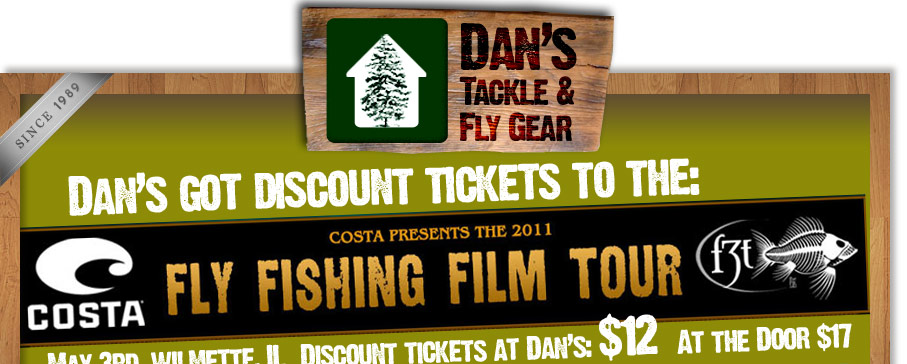 SINCE 1989
DAN'S
TACKLE &
FLY GEAR
DAN'S GOT DISCOUNT TICKETS TO THE:
COSTA PRESENTS THE 2011
FLY FISHING FILM TOUR
COSTA
f3t
MAY 3RD, WILMETTE, IL. DISCOUNT TICKETS AT DAN'S: $12 AT THE DOOR $17